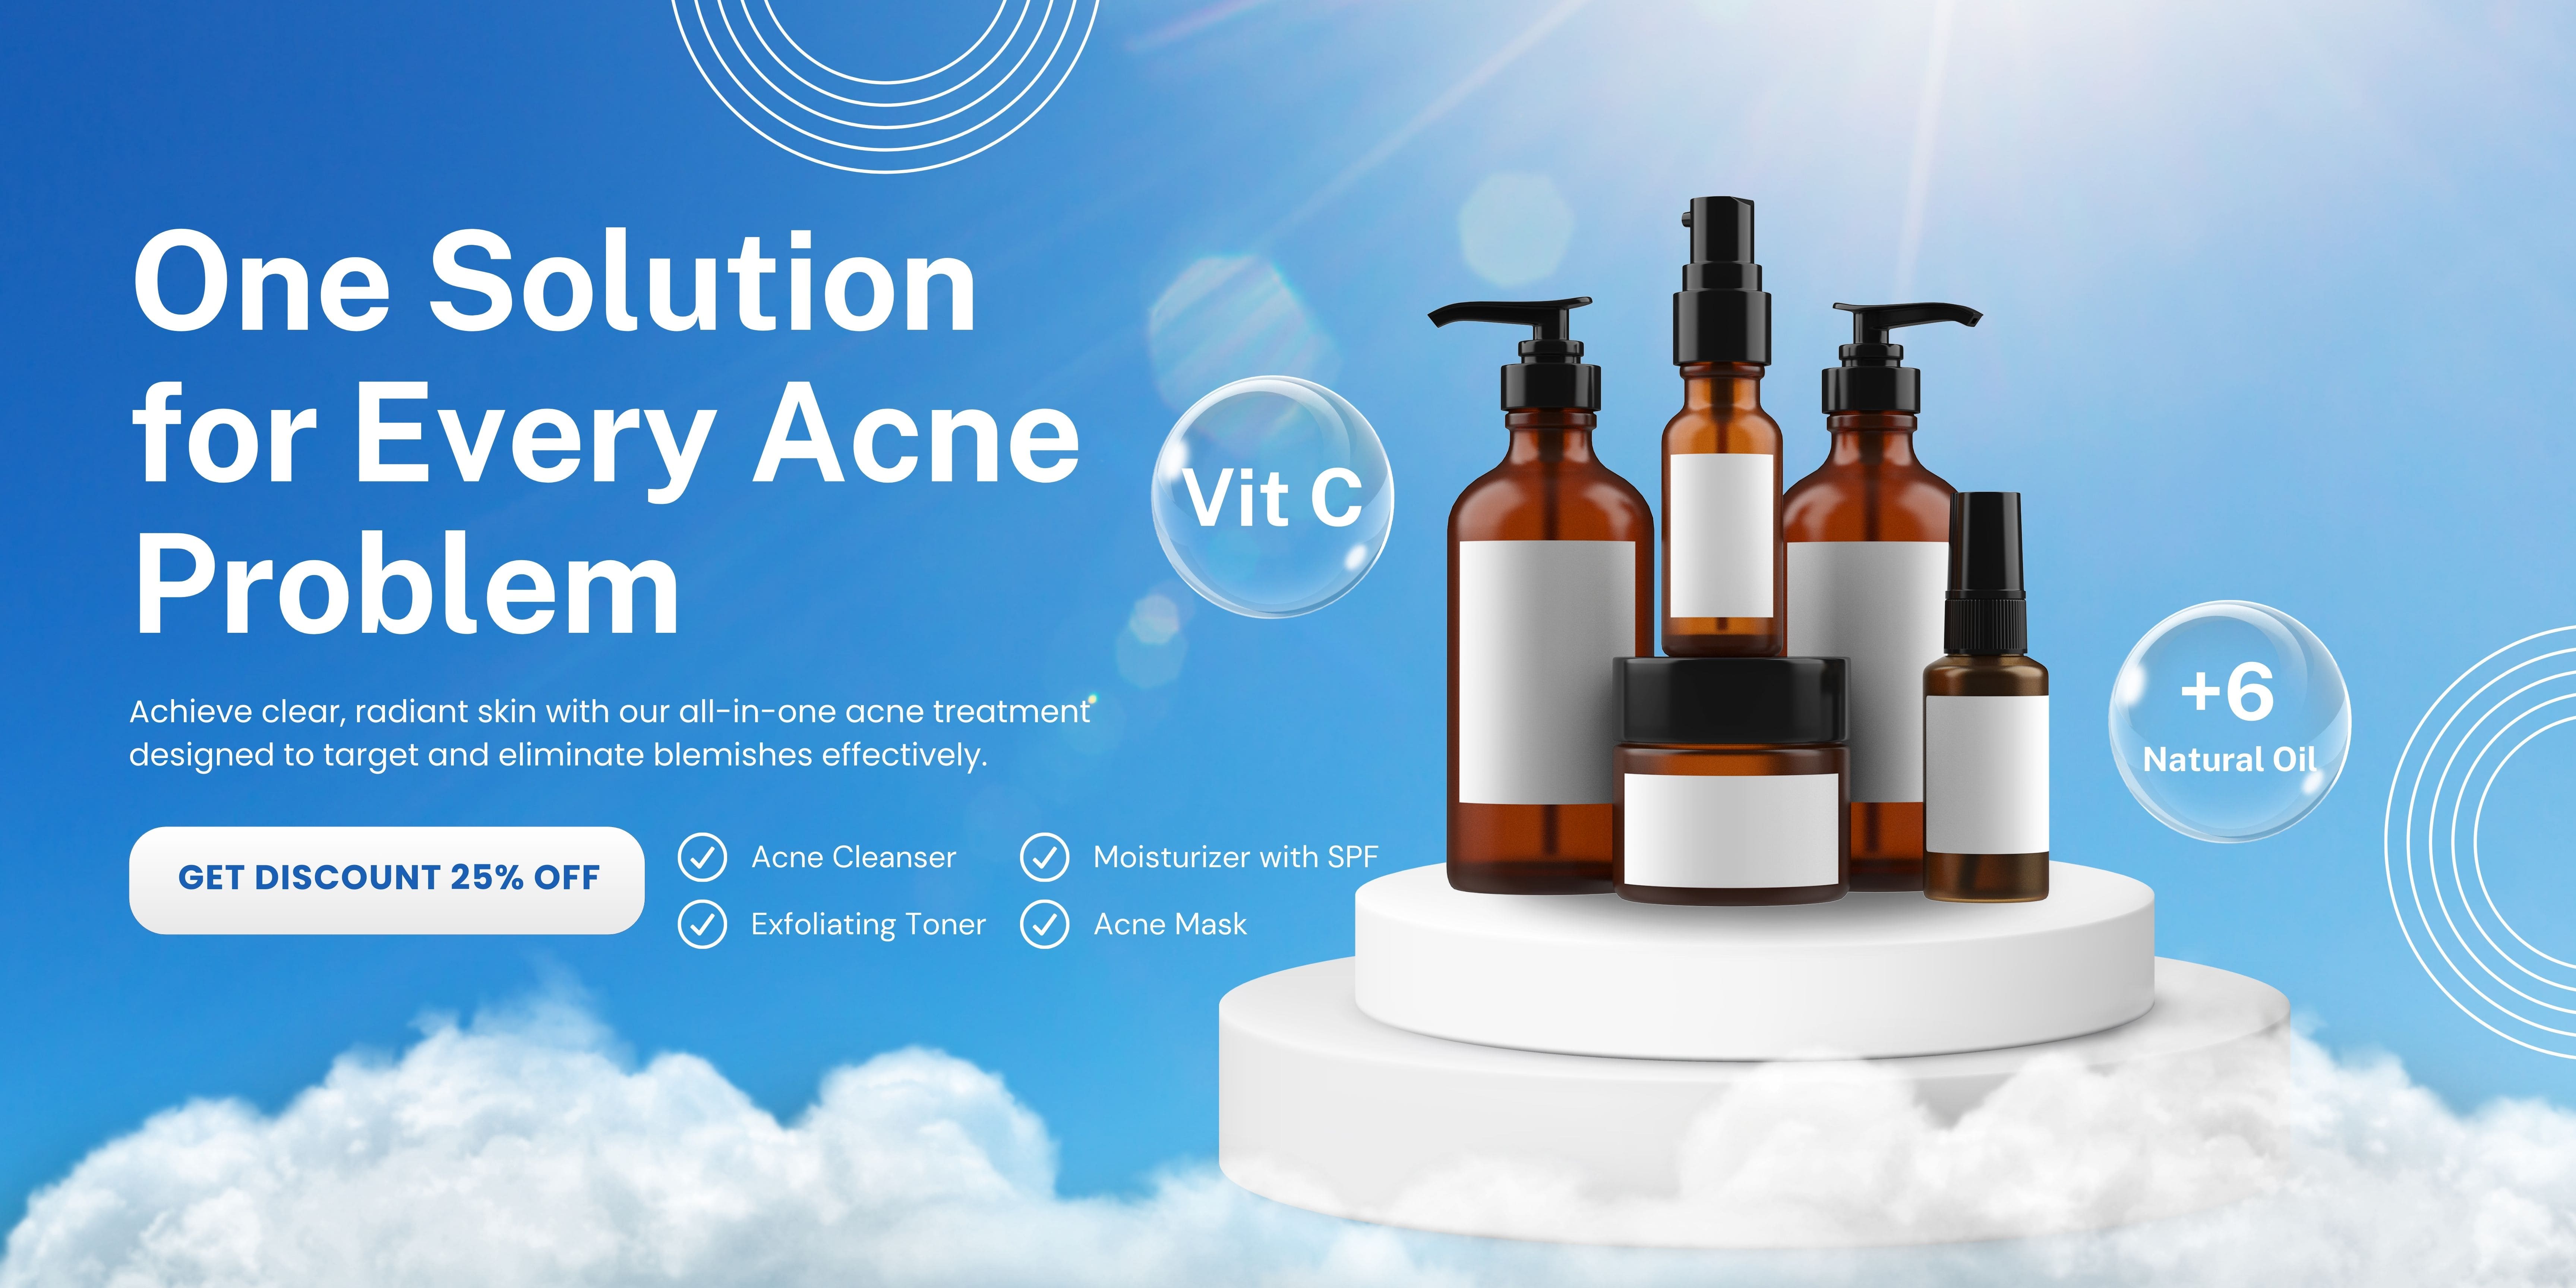 One Solution
for Every Acne
Problem
Achieve clear, radiant skin with our all-in-one acne treatment
designed to target and eliminate blemishes effectively.
GET DISCOUNT 25% OFF
Acne Cleanser
Moisturizer with SPF
Exfoliating Toner
Acne Mask
Vit C
+6
Natural Oil